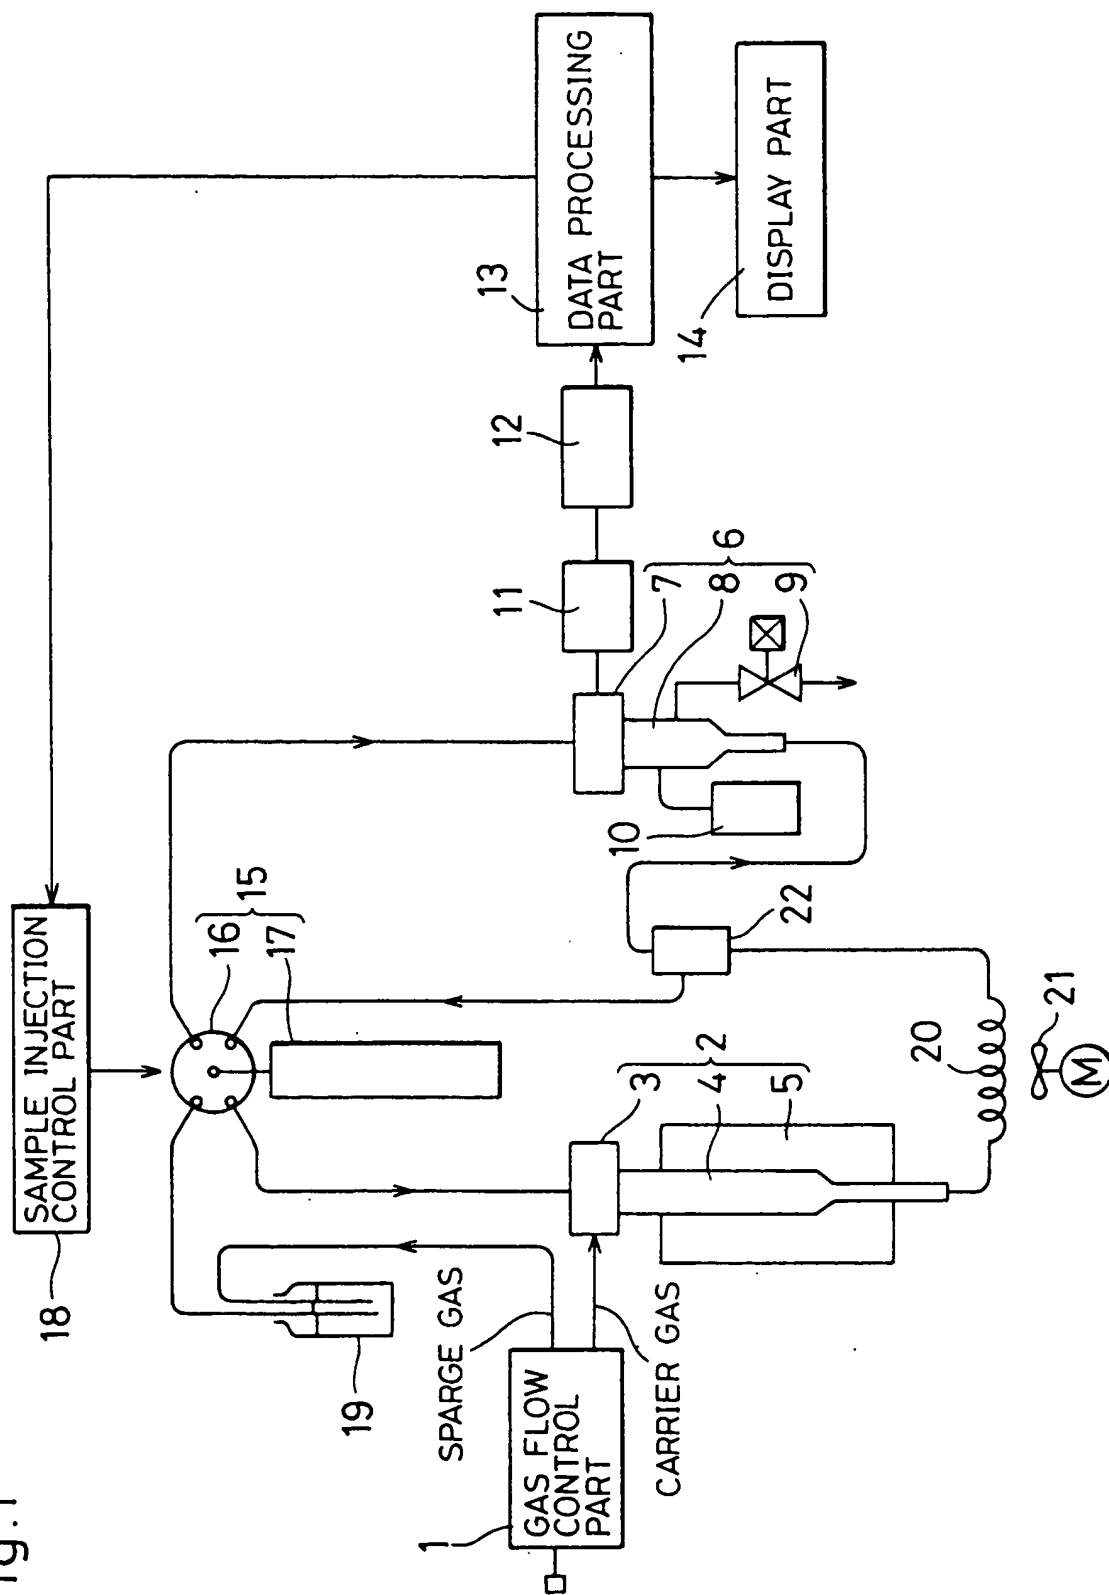 ig.1
18
SAMPLE INJECTION
CONTROL PART
16
17
15
19
SPARGE GAS
1
GAS FLOW
CONTROL
PART
CARRIER GAS
3
4
5
2
20
21
M
22
10
7
8
9
6
11
12
13
DATA PROCESSING
PART
14
DISPLAY PART